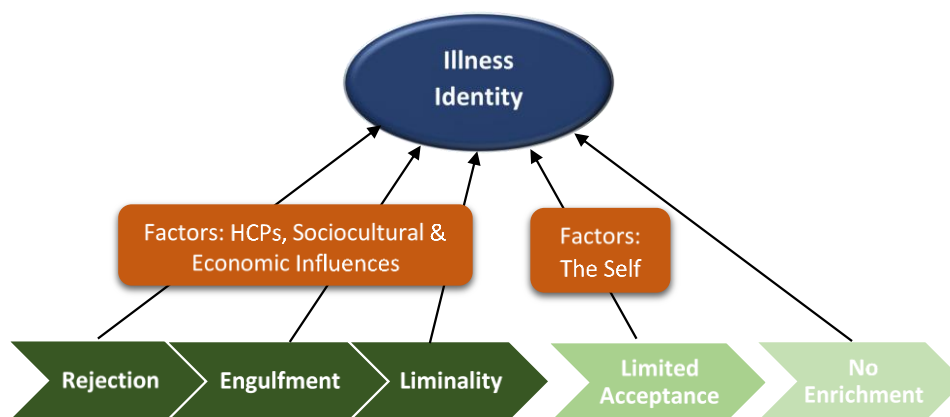 Illness
Identity
Factors: HCPs, Sociocultural &
Economic Influences
Factors:
The Self
Rejection
Engulfment
Liminality
Limited
Acceptance
No
Enrichment